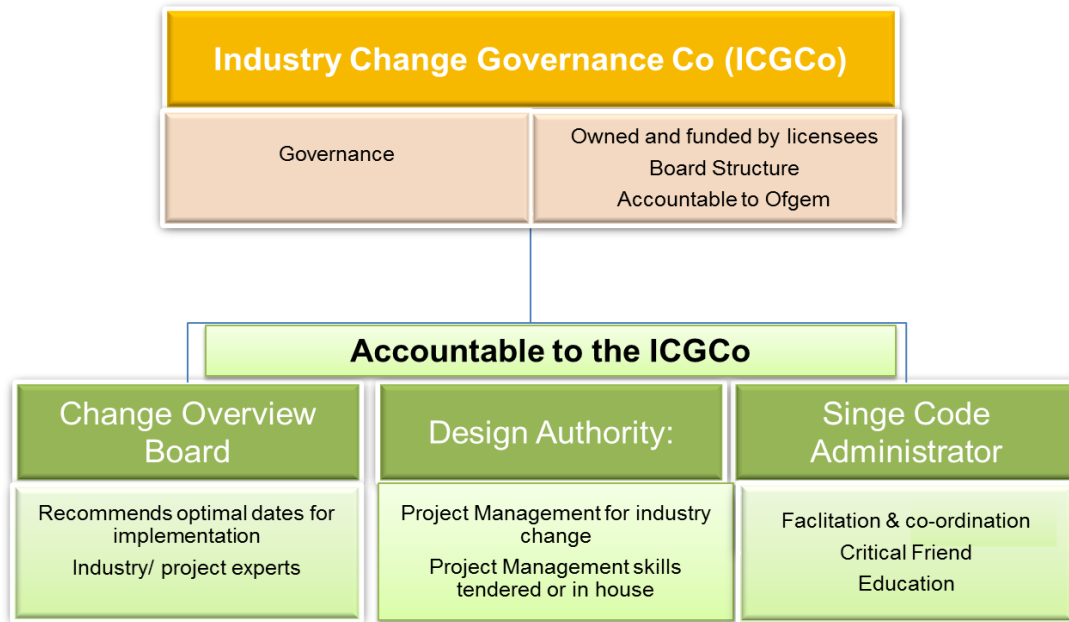 Industry Change Governance Co (ICGCo)
Governance
Owned and funded by licensees
Board Structure
Accountable to Ofgem
Accountable to the ICGCo
Change Overview
Board
Design Authority:
Singe Code
Administrator
Recommends optimal dates for
implementation
Industry/ project experts
Project Management for industry
change
Project Management skills
tendered or in house
Faclitation & co-ordination
Critical Friend
Education